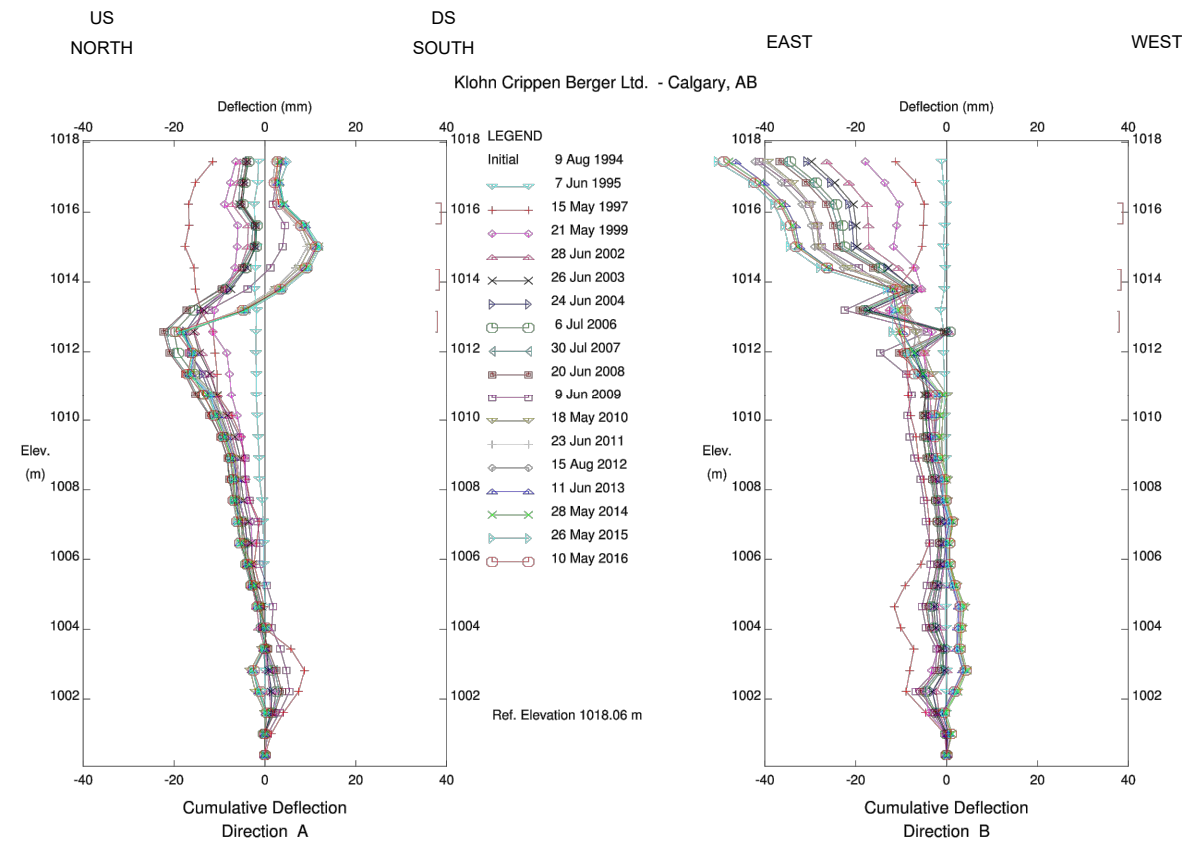 US DS
NORTH SOUTH EAST WEST
Klohn Crippen Berger Ltd. - Calgary, AB
Deflection (mm)
-40 -20 0 20 40
1018 1018
1016 1016
1014 1014
1012 1012
1010 1010
Elev.
(m)
1008 1008
1006 1006
1004 1004
1002 1002
-40 -20 0 20 40
Cumulative Deflection
Direction A
LEGEND
Initial 9 Aug 1994
7 Jun 1995
15 May 1997
21 May 1999
28 Jun 2002
26 Jun 2003
24 Jun 2004
6 Jul 2006
30 Jul 2007
20 Jun 2008
9 Jun 2009
18 May 2010
23 Jun 2011
15 Aug 2012
11 Jun 2013
28 May 2014
26 May 2015
10 May 2016
Ref. Elevation 1018.06 m
Deflection (mm)
-40 -20 0 20 40
1018 1018
1016 1016
1014 1014
1012 1012
1010 1010
Elev.
(m)
1008 1008
1006 1006
1004 1004
1002 1002
-40 -20 0 20 40
Cumulative Deflection
Direction B